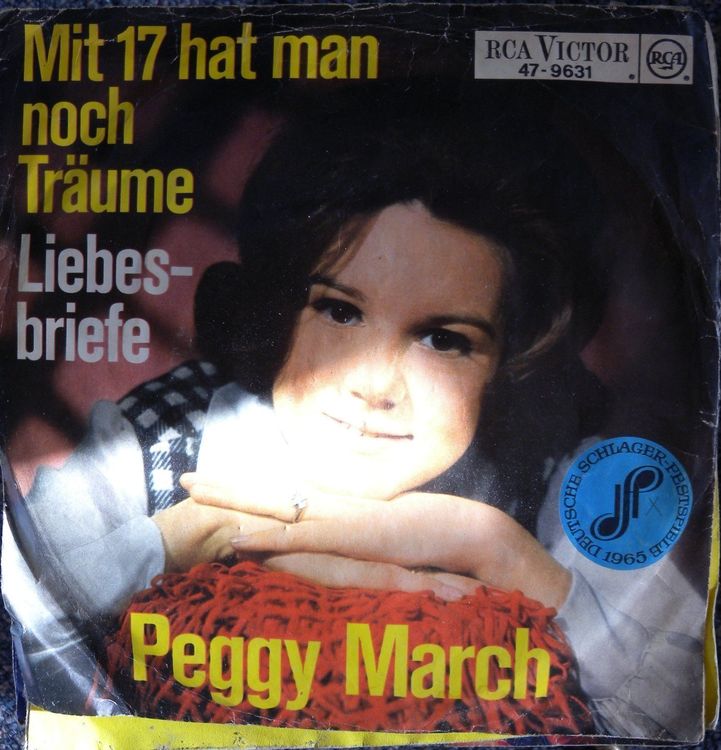 Mit 17 hat man
noch
Träume
Liebes-
briefe
RCA VICTOR
47-9631
RCA
DEUTSCHE SCHLAGER-FESTSPIELE
1965
Peggy March